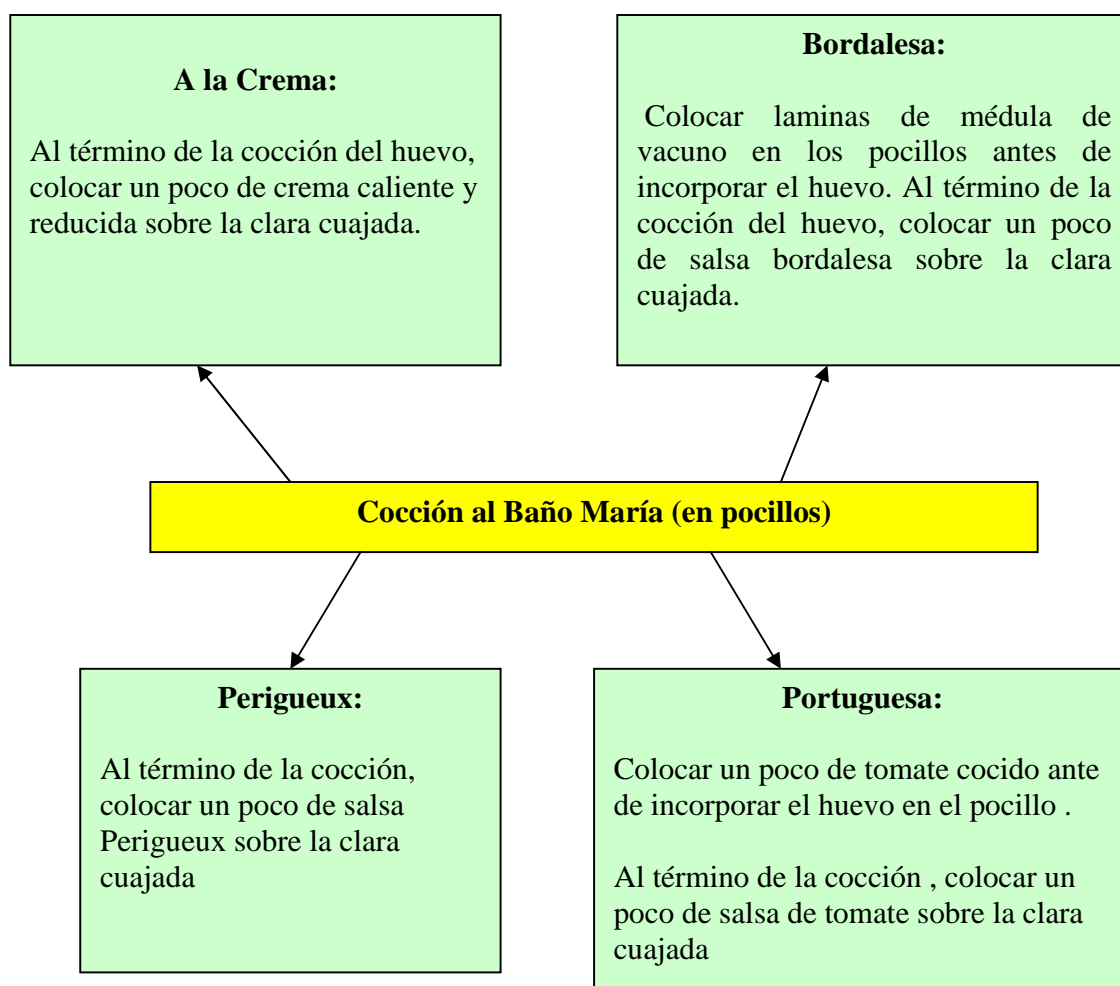 A la Crema:
Al término de la cocción del huevo,
colocar un poco de crema caliente y
reducida sobre la clara cuajada.
Bordalesa:
Colocar laminas de médula de
vacuno en los pocillos antes de
incorporar el huevo. Al término de la
cocción del huevo, colocar un poco
de salsa bordalesa sobre la clara
cuajada.
Cocción al Baño María (en pocillos)
Perigueux:
Al término de la cocción,
colocar un poco de salsa
Perigueux sobre la clara
cuajada
Portuguesa:
Colocar un poco de tomate cocido ante
de incorporar el huevo en el pocillo .
Al término de la cocción , colocar un
poco de salsa de tomate sobre la clara
cuajada